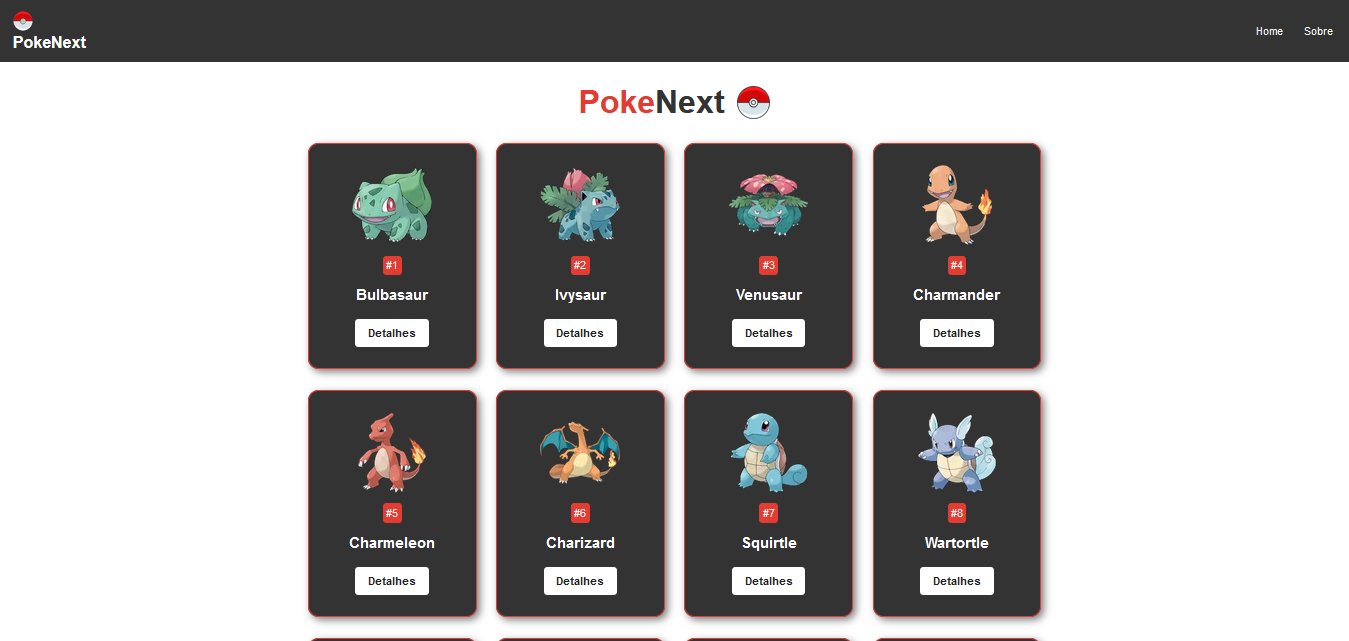 PokeNext
Home Sobre
PokeNext
#1 #2 #3 #4
Bulbasaur Ivysaur Venusaur Charmander
Detalhes Detalhes Detalhes Detalhes
#5 #6 #7 #8
Charmeleon Charizard Squirtle Wartortle
Detalhes Detalhes Detalhes Detalhes